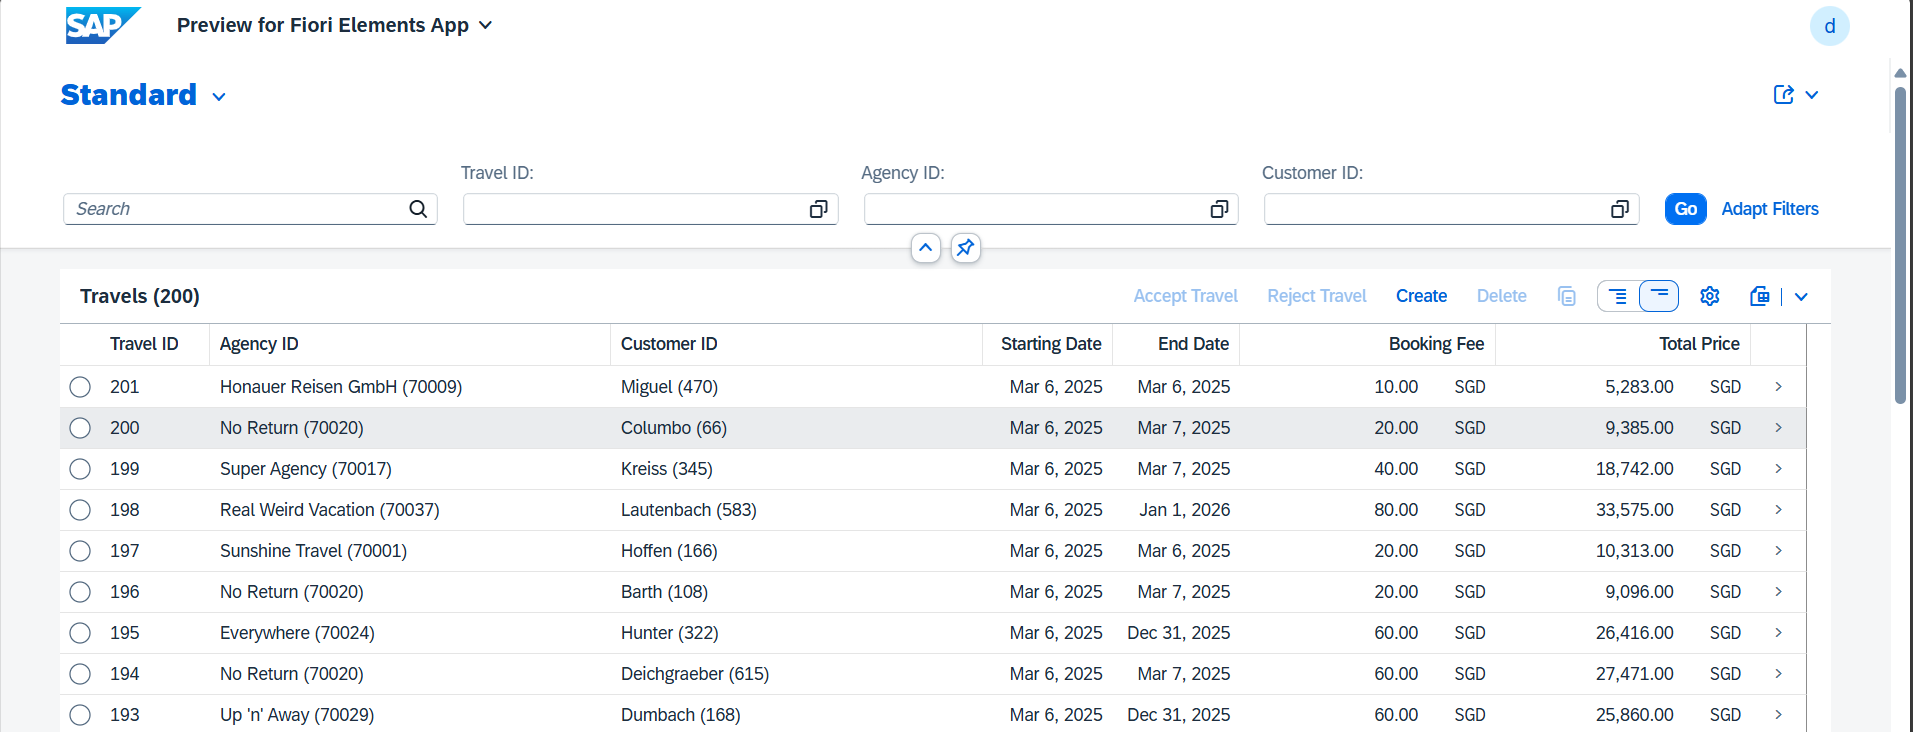 SAP Preview for Fiori Elements App d
Standard
Travel ID: Agency ID: Customer ID:
Search Go Adapt Filters
Travels (200) Accept Travel Reject Travel Create Delete
Travel ID Agency ID Customer ID Starting Date End Date Booking Fee Total Price
201 Honauer Reisen GmbH (70009) Miguel (470) Mar 6, 2025 Mar 6, 2025 10.00 SGD 5,283.00 SGD
200 No Return (70020) Columbo (66) Mar 6, 2025 Mar 7, 2025 20.00 SGD 9,385.00 SGD
199 Super Agency (70017) Kreiss (345) Mar 6, 2025 Mar 7, 2025 40.00 SGD 18,742.00 SGD
198 Real Weird Vacation (70037) Lautenbach (583) Mar 6, 2025 Jan 1, 2026 80.00 SGD 33,575.00 SGD
197 Sunshine Travel (70001) Hoffen (166) Mar 6, 2025 Mar 6, 2025 20.00 SGD 10,313.00 SGD
196 No Return (70020) Barth (108) Mar 6, 2025 Mar 7, 2025 20.00 SGD 9,096.00 SGD
195 Everywhere (70024) Hunter (322) Mar 6, 2025 Dec 31, 2025 60.00 SGD 26,416.00 SGD
194 No Return (70020) Deichgraeber (615) Mar 6, 2025 Mar 7, 2025 60.00 SGD 27,471.00 SGD
193 Up 'n' Away (70029) Dumbach (168) Mar 6, 2025 Dec 31, 2025 60.00 SGD 25,860.00 SGD